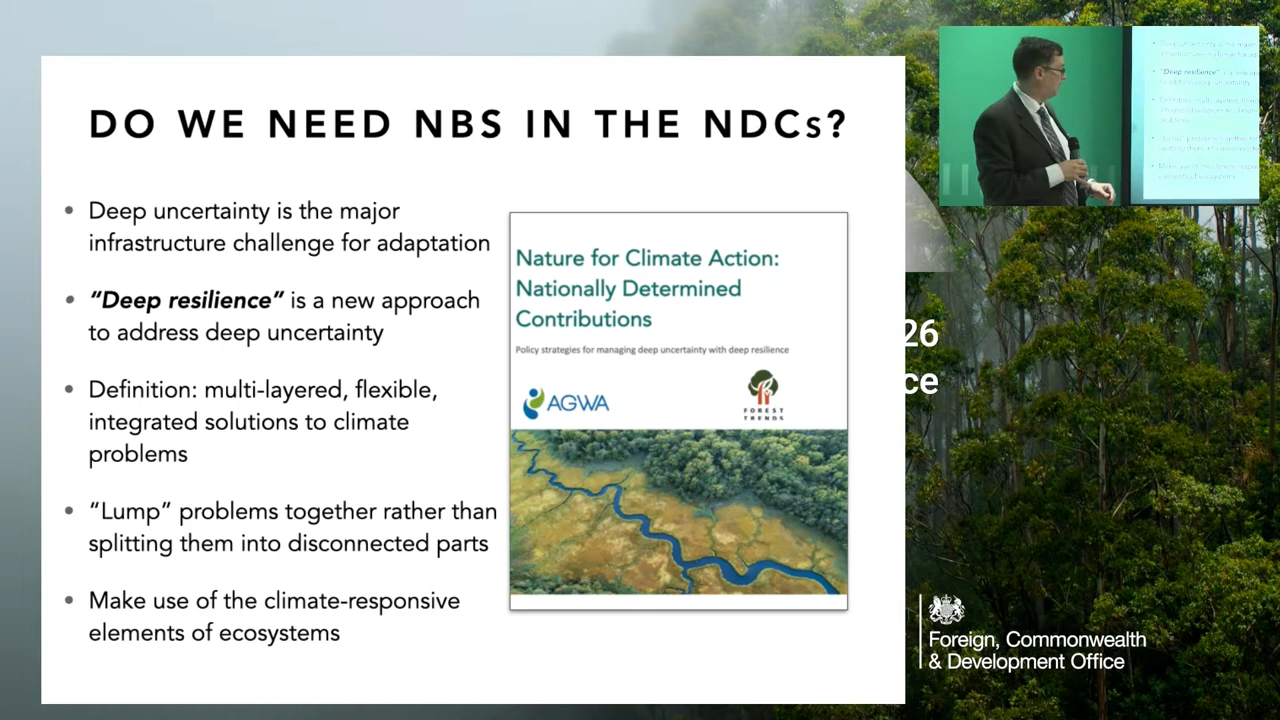 DO WE NEED NBS IN THE NDCs?
• Deep uncertainty is the major
infrastructure challenge for adaptation
• “Deep resilience” is a new approach
to address deep uncertainty
• Definition: multi-layered, flexible,
integrated solutions to climate
problems
• “Lump” problems together rather than
splitting them into disconnected parts
• Make use of the climate-responsive
elements of ecosystems
Nature for Climate Action:
Nationally Determined
Contributions
Policy strategies for managing deep uncertainty with deep resilience
AGWA
FOREST
TRENDS
26
ce
Foreign, Commonwealth
& Development Office